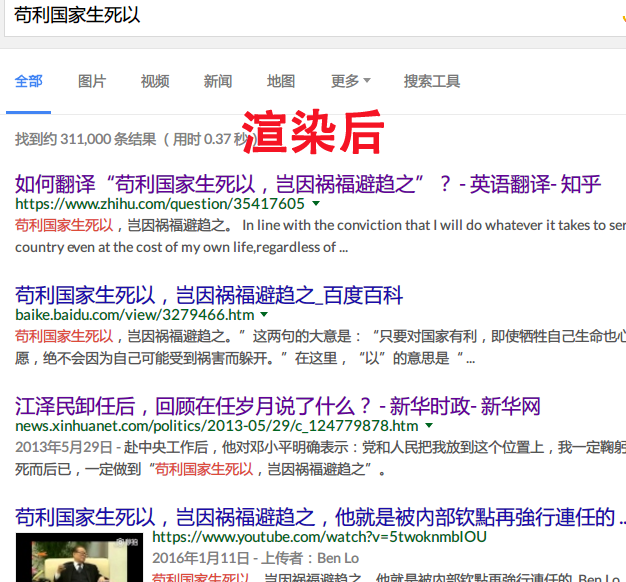 苟利国家生死以
全部 图片 视频 新闻 地图 更多 搜索工具
找到约 311,000 条结果 （用时 0.37 秒）
渲染后
如何翻译“苟利国家生死以，岂因祸福避趋之”？ - 英语翻译- 知乎
https://www.zhihu.com/question/35417605
苟利国家生死以，岂因祸福避趋之。 In line with the conviction that I will do whatever it takes to ser
country even at the cost of my own life,regardless of ...
苟利国家生死以，岂因祸福避趋之_百度百科
baike.baidu.com/view/3279466.htm
苟利国家生死以，岂因祸福避趋之。”这两句的大意是：“只要对国家有利，即使牺牲自己生命也心
愿，绝不会因为自己可能受到祸害而躲开。”在这里，“以”的意思是“ ...
江泽民卸任后，回顾在任岁月说了什么？ - 新华时政- 新华网
news.xinhuanet.com/politics/2013-05/29/c_124779878.htm
2013年5月29日 - 赴中央工作后，他对邓小平明确表示：党和人民把我放到这个位置上，我一定鞠躬
死而后已，一定做到“苟利国家生死以，岂因祸福避趋之”。
苟利国家生死以，岂因祸福避趋之，他就是被内部钦點再強行連任的 ...
https://www.youtube.com/watch?v=5twoknmbIOU
2016年1月11日 - 上传者：Ben Lo
苟利国家生死以，岂因祸福避趋之，他就是被内部钦點再強行連任的. Ben Lo